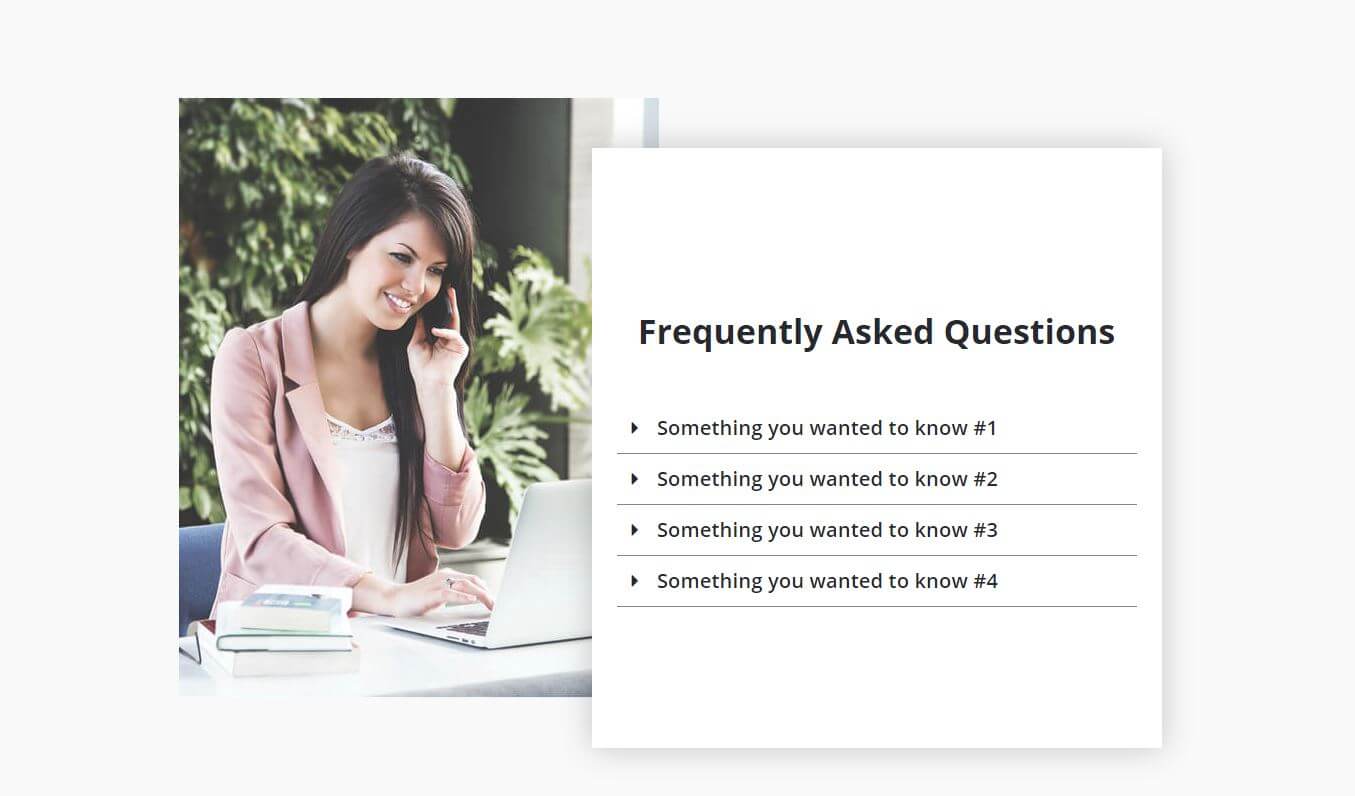 Frequently Asked Questions
Something you wanted to know #1
Something you wanted to know #2
Something you wanted to know #3
Something you wanted to know #4